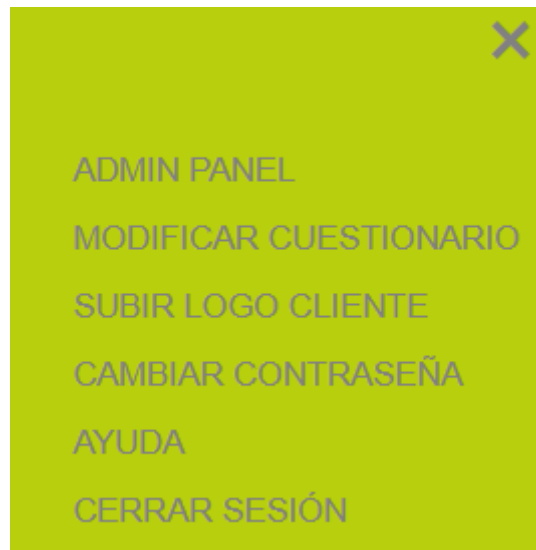 ADMIN PANEL
MODIFICAR CUESTIONARIO
SUBIR LOGO CLIENTE
CAMBIAR CONTRASEÑA
AYUDA
CERRAR SESIÓN